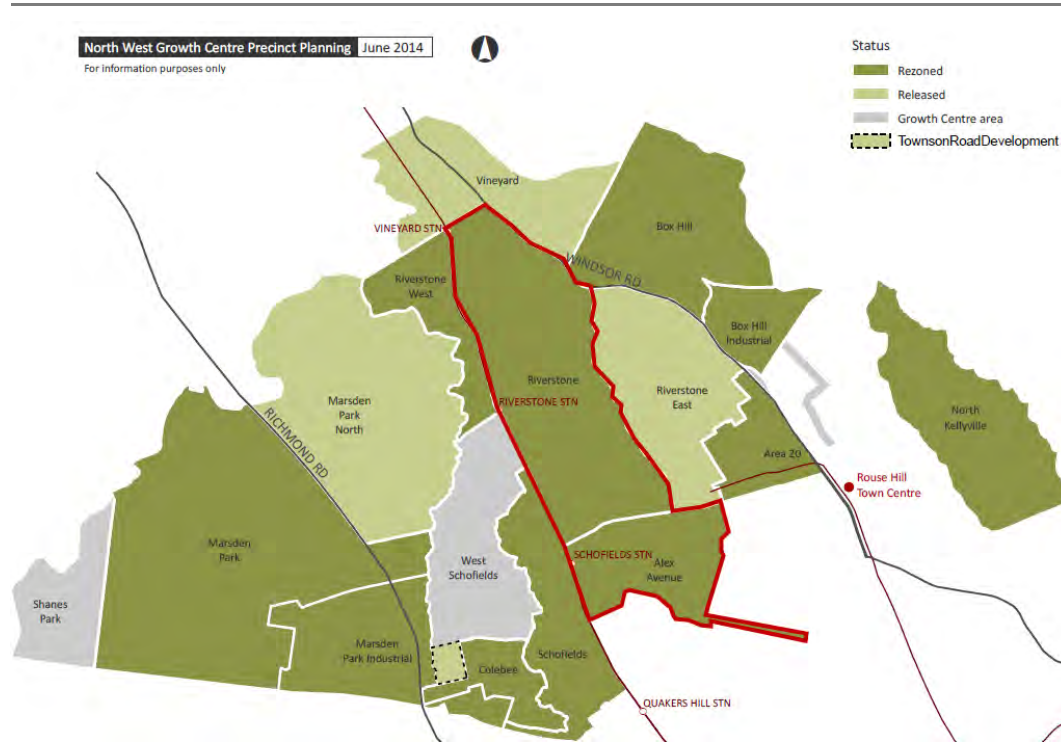 North West Growth Centre Precinct Planning June 2014
For information purposes only
Status
Rezoned
Released
Growth Centre area
TownsonRoadDevelopment
Vineyard
VINEYARD STN
Box Hill
WINDSOR RD
Riverstone
West
Box Hill
Industrial
Riverstone
RIVERSTONE STN
Riverstone
East
Marsden
Park
North
North
Kellyville
RICHMOND RD
Area 20
Rouse Hill
Town Centre
Marsden
Park
West
Schofields
SCHOFIELDS STN
Alex
Avenue
Shanes
Park
Marsden
Park Industrial
Colebee
Schofields
QUAKERS HILL STN